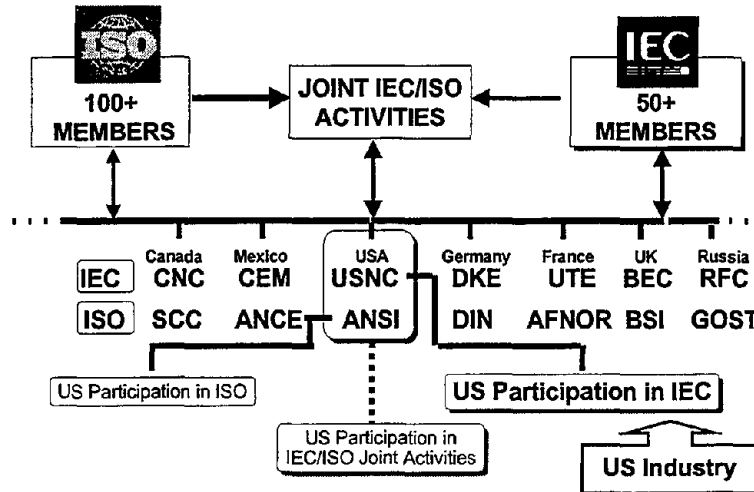 ISO
IEC
100+
MEMBERS
JOINT IEC/ISO
ACTIVITIES
50+
MEMBERS
Canada Mexico USA Germany France UK Russia
IEC CNC CEM USNC DKE UTE BEC RFC
ISO SCC ANCE ANSI DIN AFNOR BSI GOST
US Participation in ISO
US Participation in IEC
US Participation in
IEC/ISO Joint Activities
US Industry